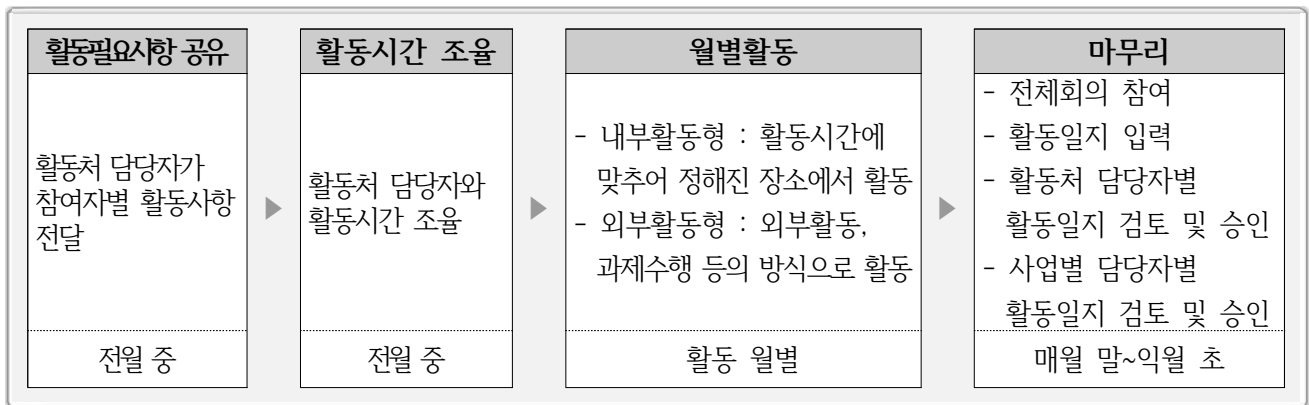 활동필요사항 공유
활동처 담당자가
참여자별 활동사항
전달
전월 중
▶
활동시간 조율
활동처 담당자와
활동시간 조율
전월 중
▶
월별활동
- 내부활동형 : 활동시간에
맞추어 정해진 장소에서 활동
- 외부활동형 : 외부활동,
과제수행 등의 방식으로 활동
활동 월별
▶
마무리
- 전체회의 참여
- 활동일지 입력
- 활동처 담당자별
활동일지 검토 및 승인
- 사업별 담당자별
활동일지 검토 및 승인
매월 말~익월 초